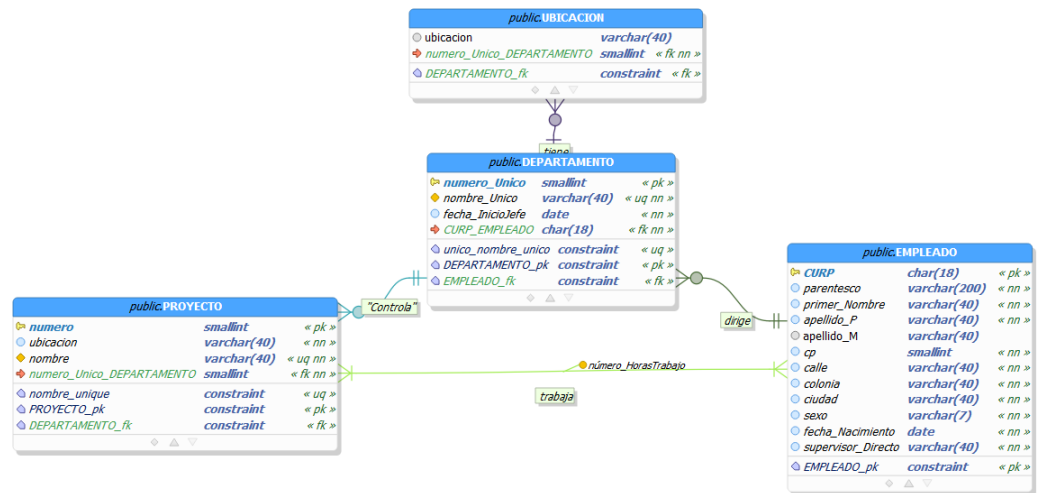 public.UBICACION
ubicacion varchar(40)
numero_Unico_DEPARTAMENTO smallint « fk nn »
DEPARTAMENTO_fk constraint « fk »
tiene
public.DEPARTAMENTO
numero_Unico smallint « pk »
nombre_Unico varchar(40) « uq nn »
fecha_InicioJefe date « nn »
CURP_EMPLEADO char(18) « fk nn »
unico_nombre_unico constraint « uq »
DEPARTAMENTO_pk constraint « pk »
EMPLEADO_fk constraint « fk »
"Controla"
dirige
public.PROYECTO
numero smallint « pk »
ubicacion varchar(40) « nn »
nombre varchar(40) « uq nn »
numero_Unico_DEPARTAMENTO smallint « fk nn »
nombre_unique constraint « uq »
PROYECTO_pk constraint « pk »
DEPARTAMENTO_fk constraint « fk »
número_HorasTrabajo
trabaja
public.EMPLEADO
CURP char(18) « pk »
parentesco varchar(200) « nn »
primer_Nombre varchar(40) « nn »
apellido_P varchar(40) « nn »
apellido_M varchar(40)
cp smallint « nn »
calle varchar(40) « nn »
colonia varchar(40) « nn »
ciudad varchar(40) « nn »
sexo varchar(7) « nn »
fecha_Nacimiento date « nn »
supervisor_Directo varchar(40) « nn »
EMPLEADO_pk constraint « pk »